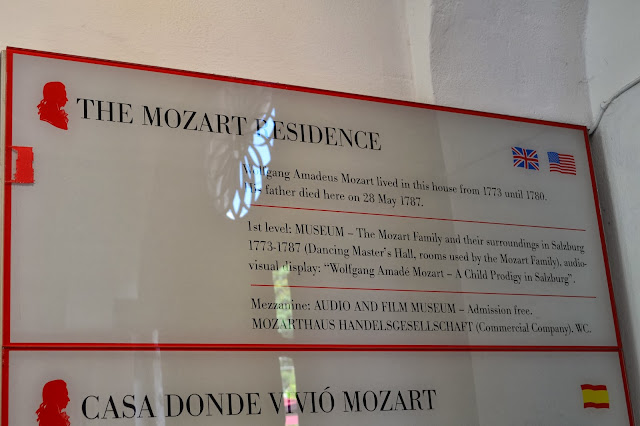 THE MOZART RESIDENCE
Wolfgang Amadeus Mozart lived in this house from 1773 until 1780.
His father died here on 28 May 1787.
1st level: MUSEUM – The Mozart Family and their surroundings in Salzburg
1773-1787 (Dancing Master's Hall, rooms used by the Mozart Family), audio-
visual display: “Wolfgang Amadé Mozart – A Child Prodigy in Salzburg”.
Mezzanine: AUDIO AND FILM MUSEUM – Admission free.
MOZARTHAUS HANDELSGESELLSCHAFT (Commercial Company). WC.
CASA DONDE VIVIÓ MOZART